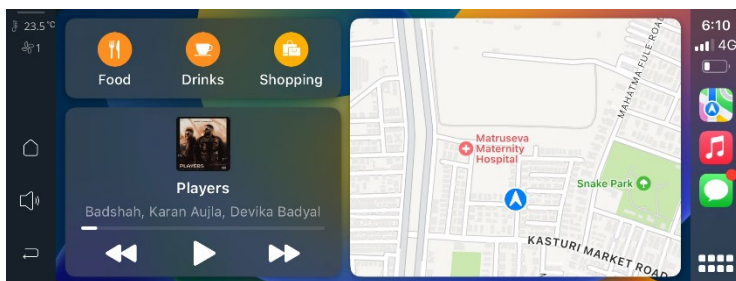 23.5 °C
1
Food
Drinks
Shopping
PLAYERS
Players
Badshah, Karan Aujla, Devika Badyal
MAHATMA FULE ROAD
Matruseva
Maternity
Hospital
Snake Park
KASTURI MARKET ROAD
6:10
4G